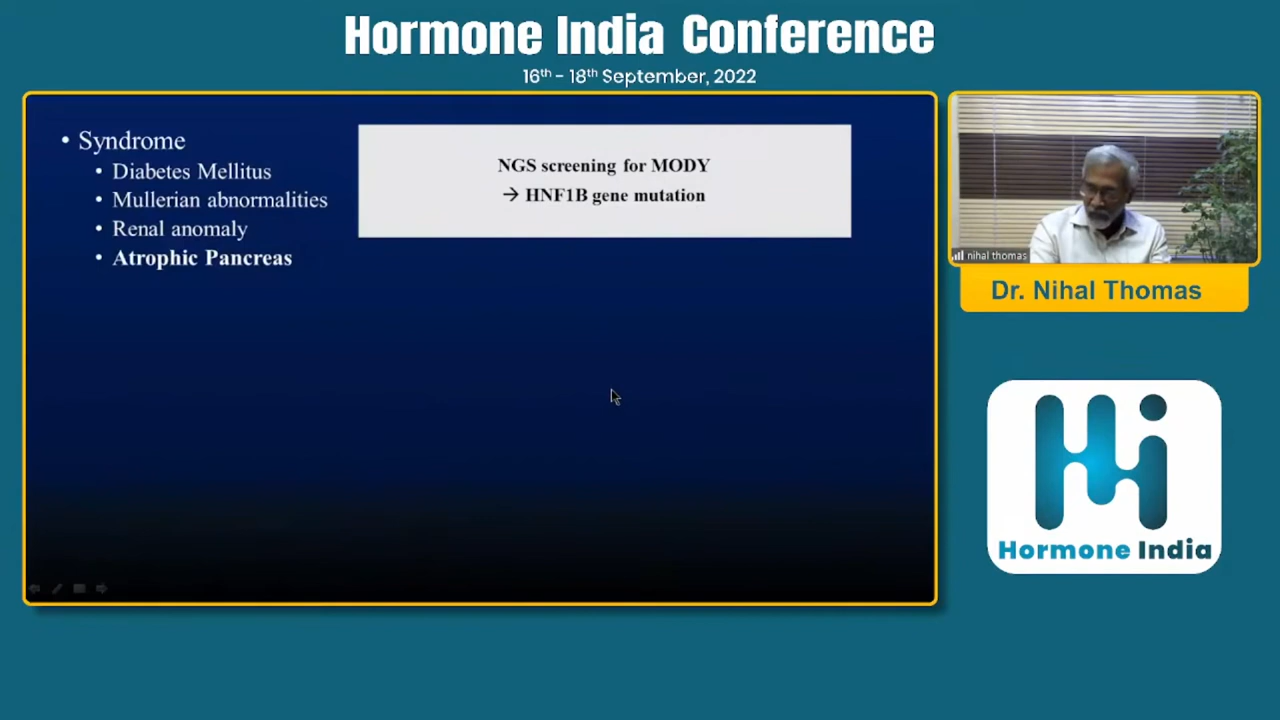 Hormone India Conference
16th - 18th September, 2022
• Syndrome
• Diabetes Mellitus
• Mullerian abnormalities
• Renal anomaly
• Atrophic Pancreas
NGS screening for MODY
→ HNF1B gene mutation
nihal thomas
Dr. Nihal Thomas
Hi
Hormone India